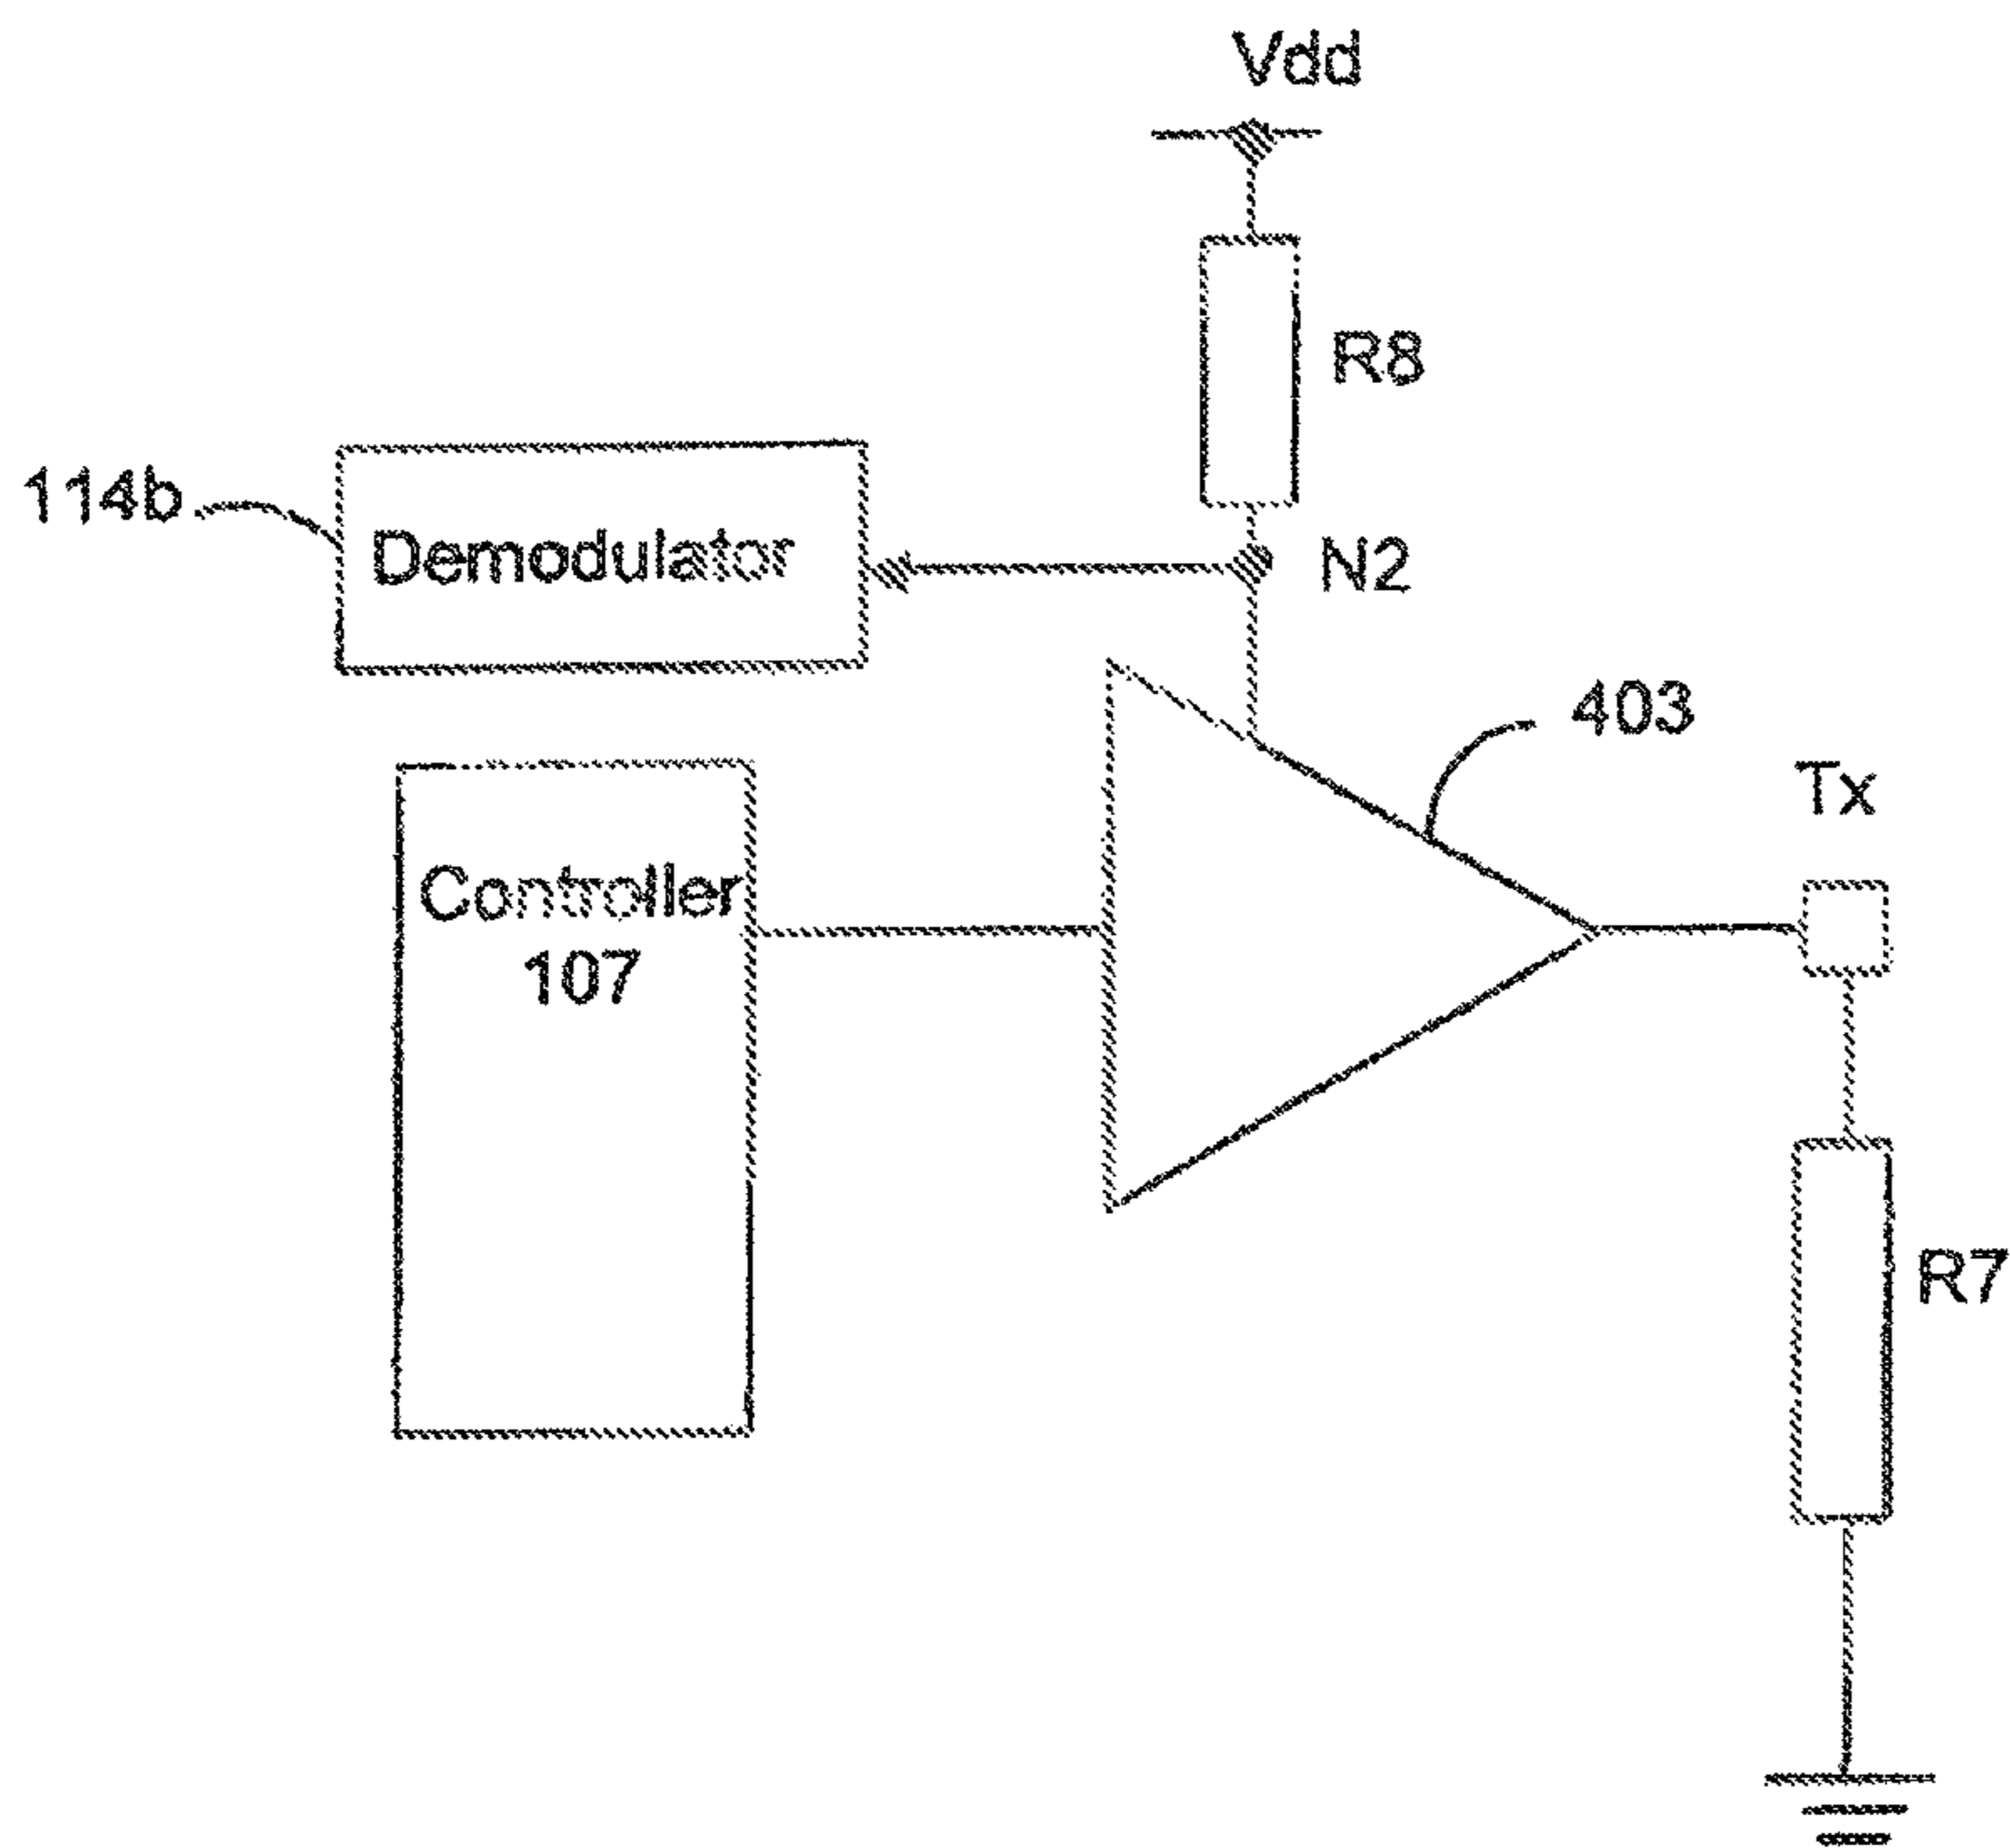 Vdd
R8
114b
Demodulator
N2
403
Tx
Controller
107
R7